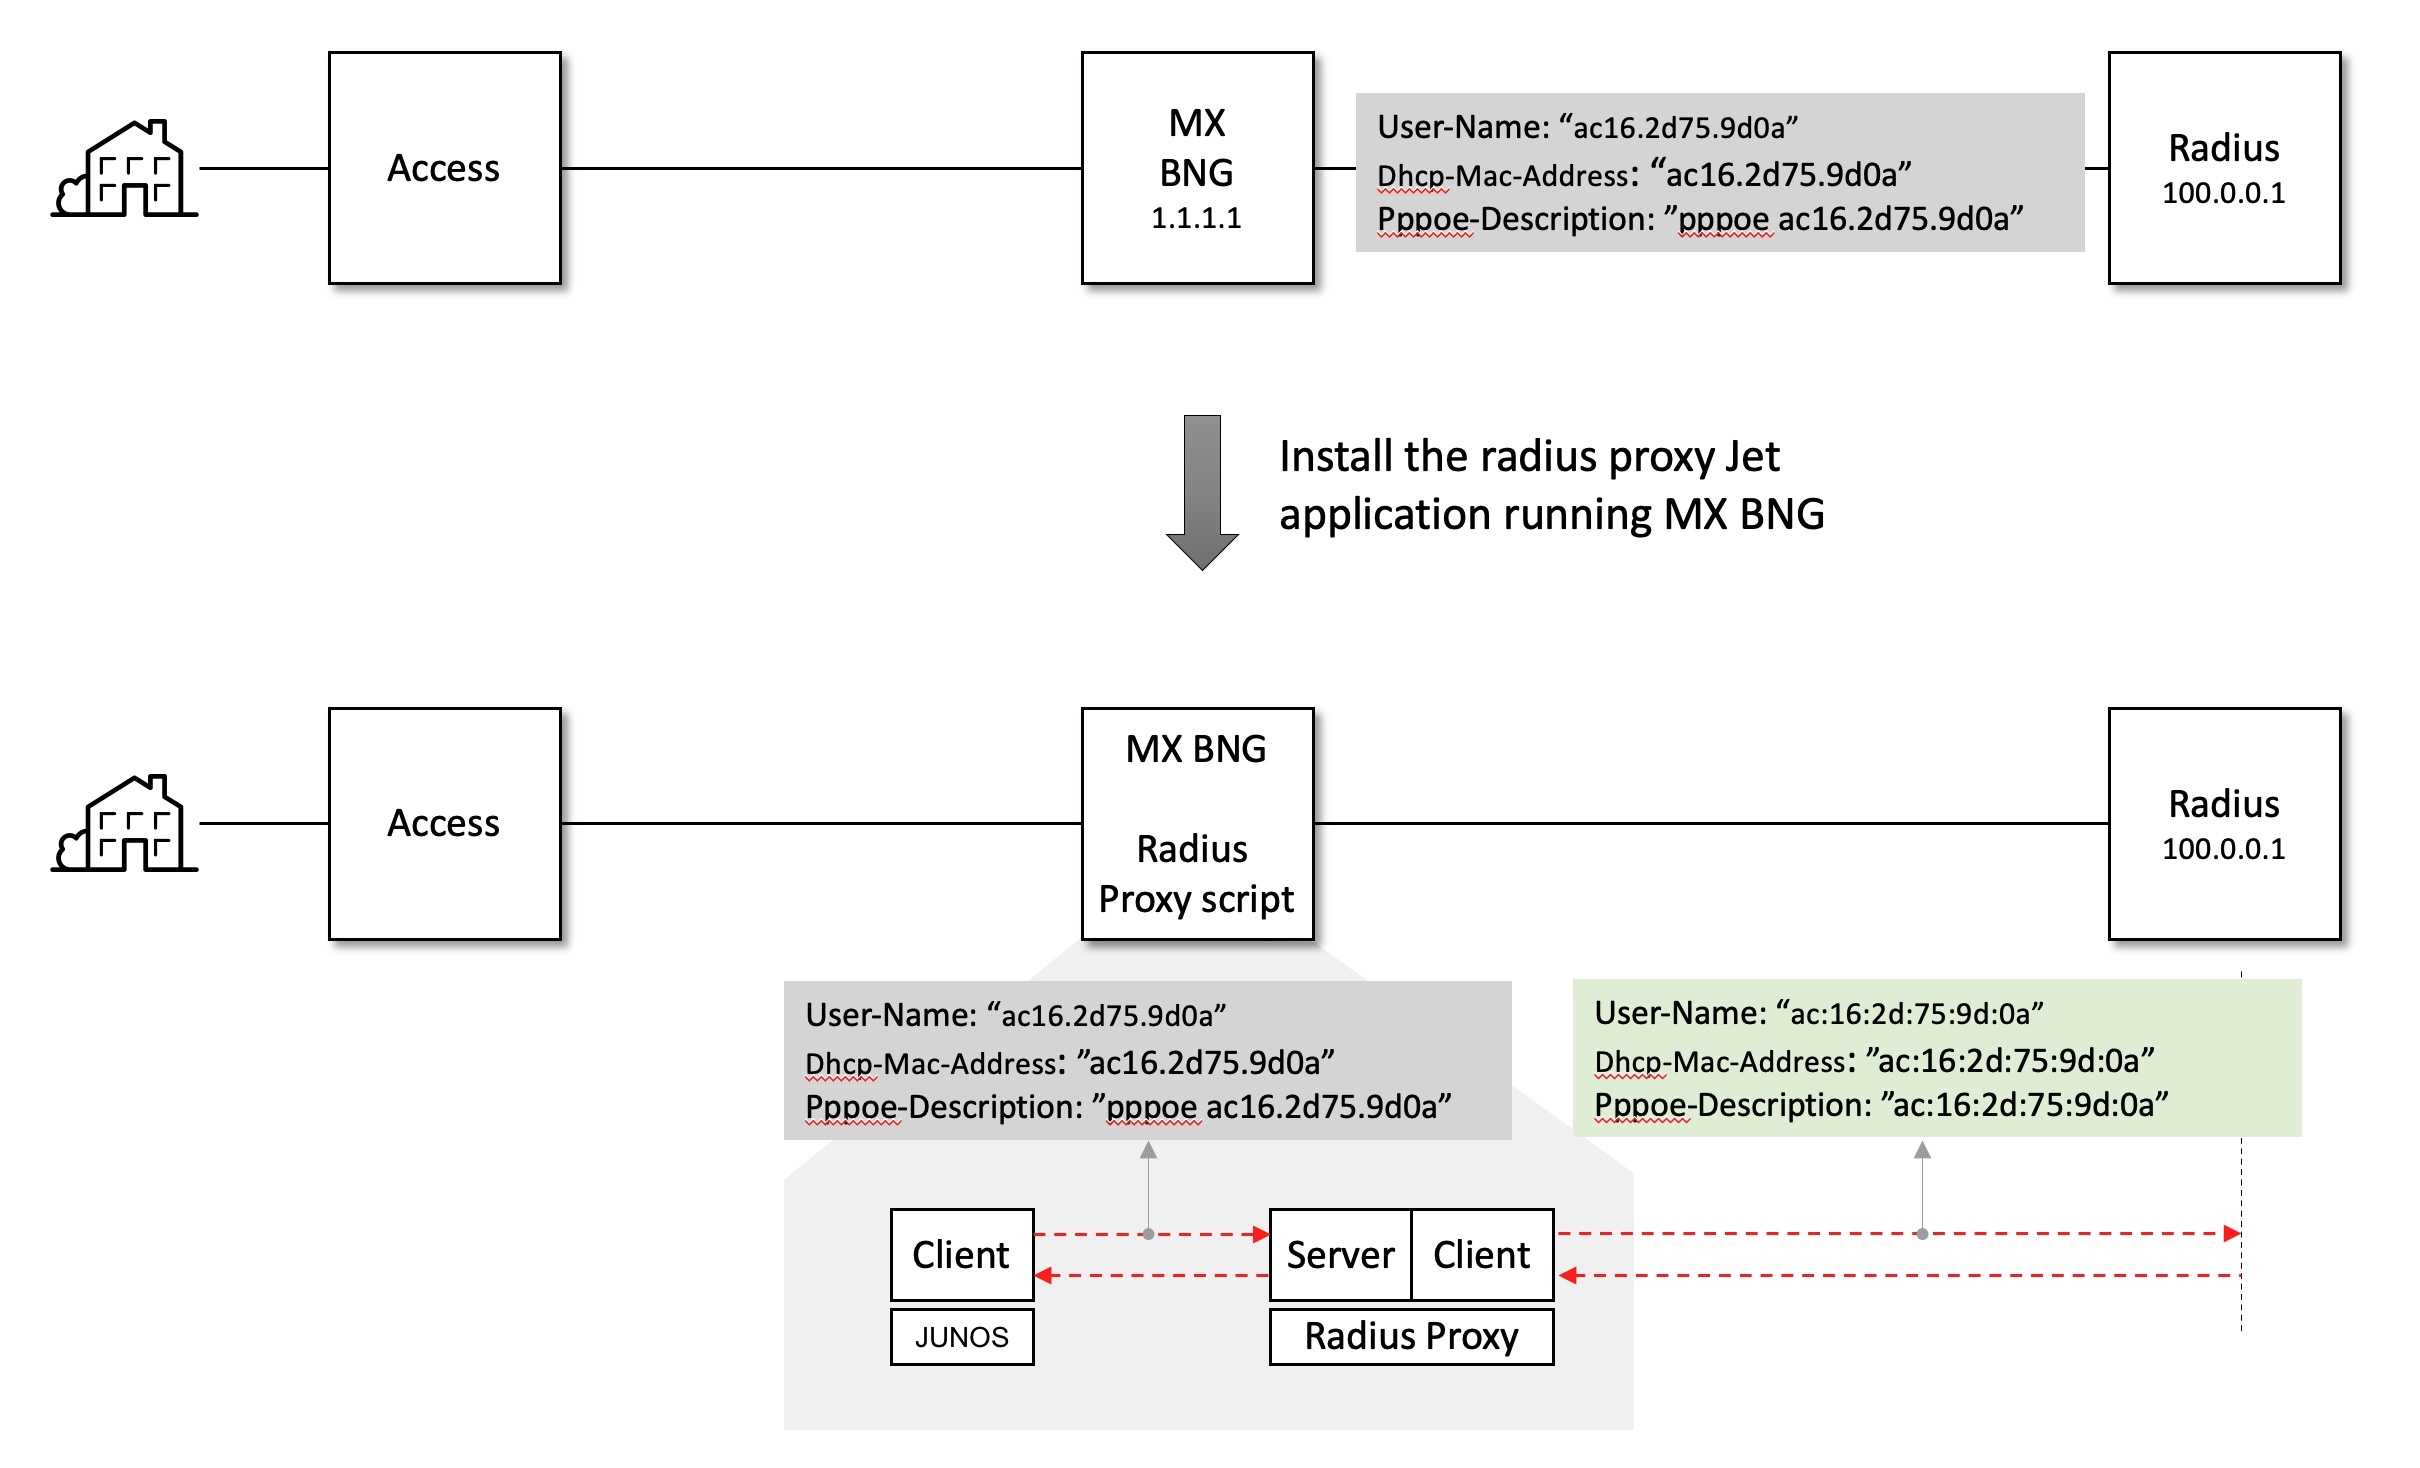 Access
MX
BNG
1.1.1.1
User-Name: “ac16.2d75.9d0a”
Dhcp-Mac-Address: “ac16.2d75.9d0a”
Pppoe-Description: ”pppoe ac16.2d75.9d0a”
Radius
100.0.0.1
Install the radius proxy Jet
application running MX BNG
Access
MX BNG
Radius
Proxy script
Radius
100.0.0.1
User-Name: “ac16.2d75.9d0a”
Dhcp-Mac-Address: ”ac16.2d75.9d0a”
Pppoe-Description: ”pppoe ac16.2d75.9d0a”
User-Name: “ac:16:2d:75:9d:0a”
Dhcp-Mac-Address: ”ac:16:2d:75:9d:0a”
Pppoe-Description: ”ac:16:2d:75:9d:0a”
Client
Server
Client
JUNOS
Radius Proxy